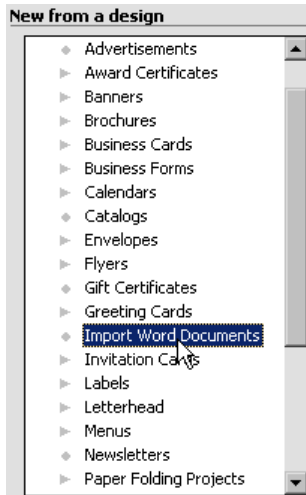 New from a design
Advertisements
Award Certificates
Banners
Brochures
Business Cards
Business Forms
Calendars
Catalogs
Envelopes
Flyers
Gift Certificates
Greeting Cards
Import Word Documents
Invitation Cards
Labels
Letterhead
Menus
Newsletters
Paper Folding Projects